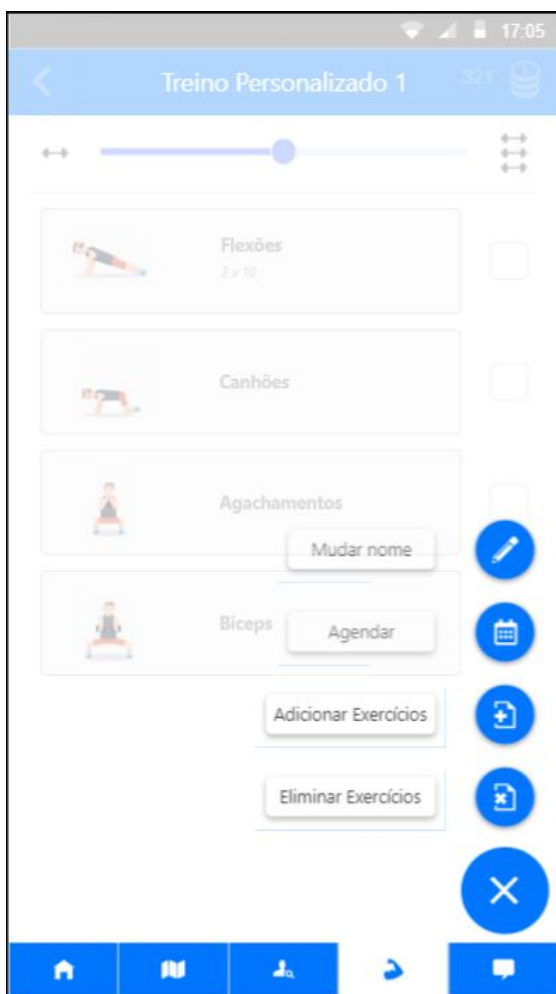 17:05
Treino Personalizado 1
321
Flexões
3 x 10
Canhões
Agachamentos
Mudar nome
Biceps
Agendar
Adicionar Exercícios
Eliminar Exercícios